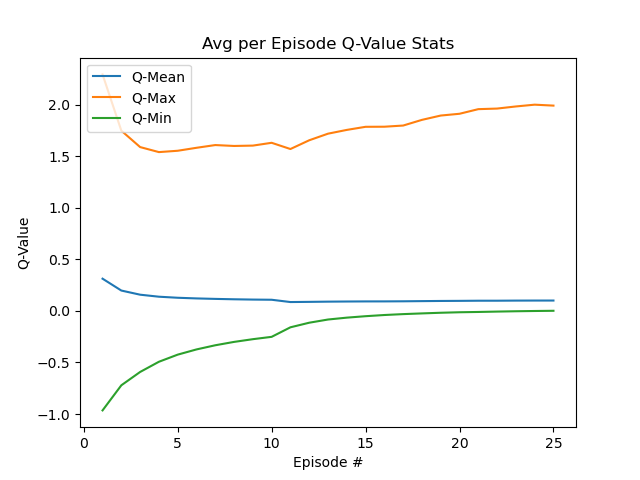 Avg per Episode Q-Value Stats
Q-Mean
Q-Max
Q-Min
Q-Value
2.0
1.5
1.0
0.5
0.0
−0.5
−1.0
0 5 10 15 20 25
Episode #